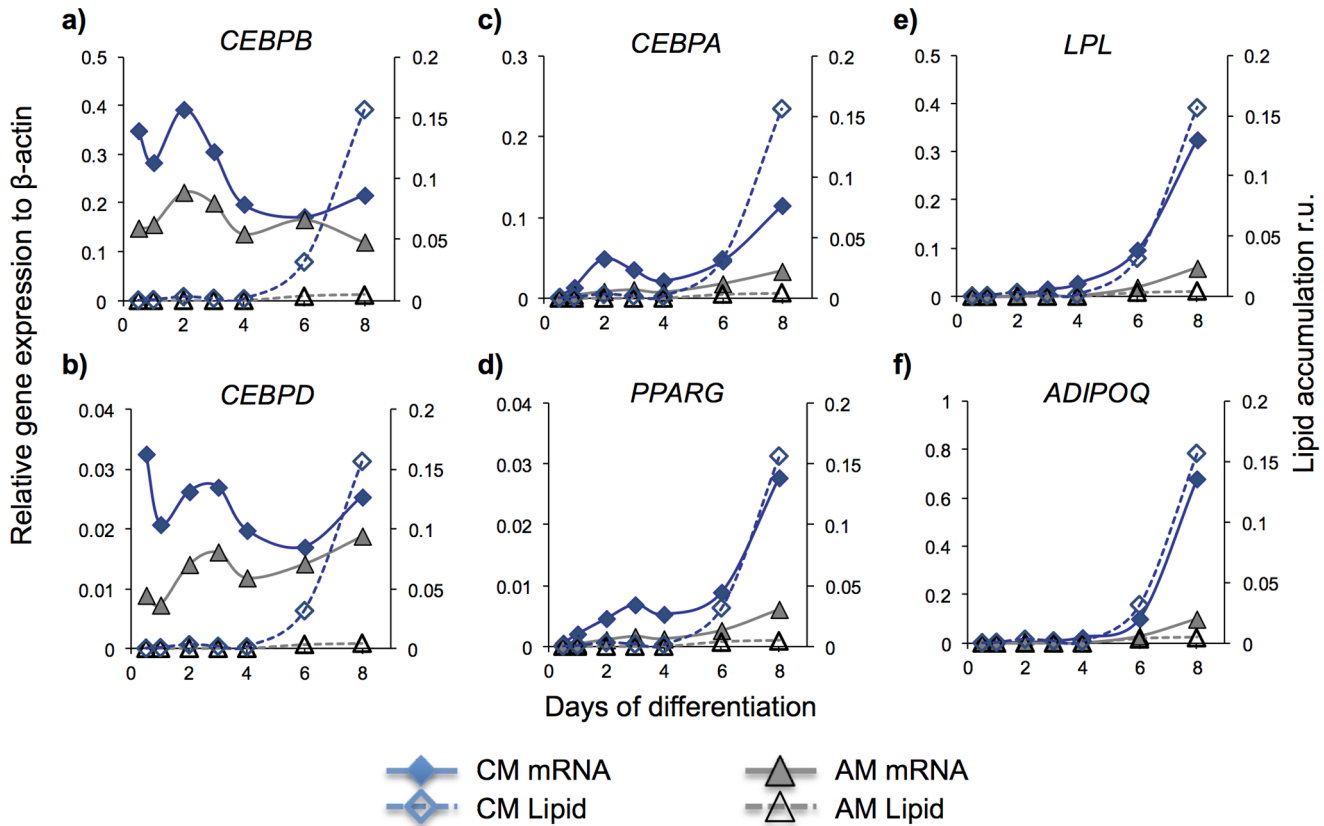 Relative gene expression to β-actin
Lipid accumulation r.u.
a)
CEBPB
0.5
0.4
0.3
0.2
0.1
0
0.2
0.15
0.1
0.05
0
0 2 4 6 8
c)
CEBPA
0.3
0.2
0.1
0
0.2
0.15
0.1
0.05
0
0 2 4 6 8
e)
LPL
0.5
0.4
0.3
0.2
0.1
0
0.2
0.15
0.1
0.05
0
0 2 4 6 8
b)
CEBPD
0.04
0.03
0.02
0.01
0
0.2
0.15
0.1
0.05
0
0 2 4 6 8
d)
PPARG
0.04
0.03
0.02
0.01
0
0.2
0.15
0.1
0.05
0
0 2 4 6 8
f)
ADIPOQ
1
0.8
0.6
0.4
0.2
0
0.2
0.15
0.1
0.05
0
0 2 4 6 8
Days of differentiation
CM mRNA
AM mRNA
CM Lipid
AM Lipid